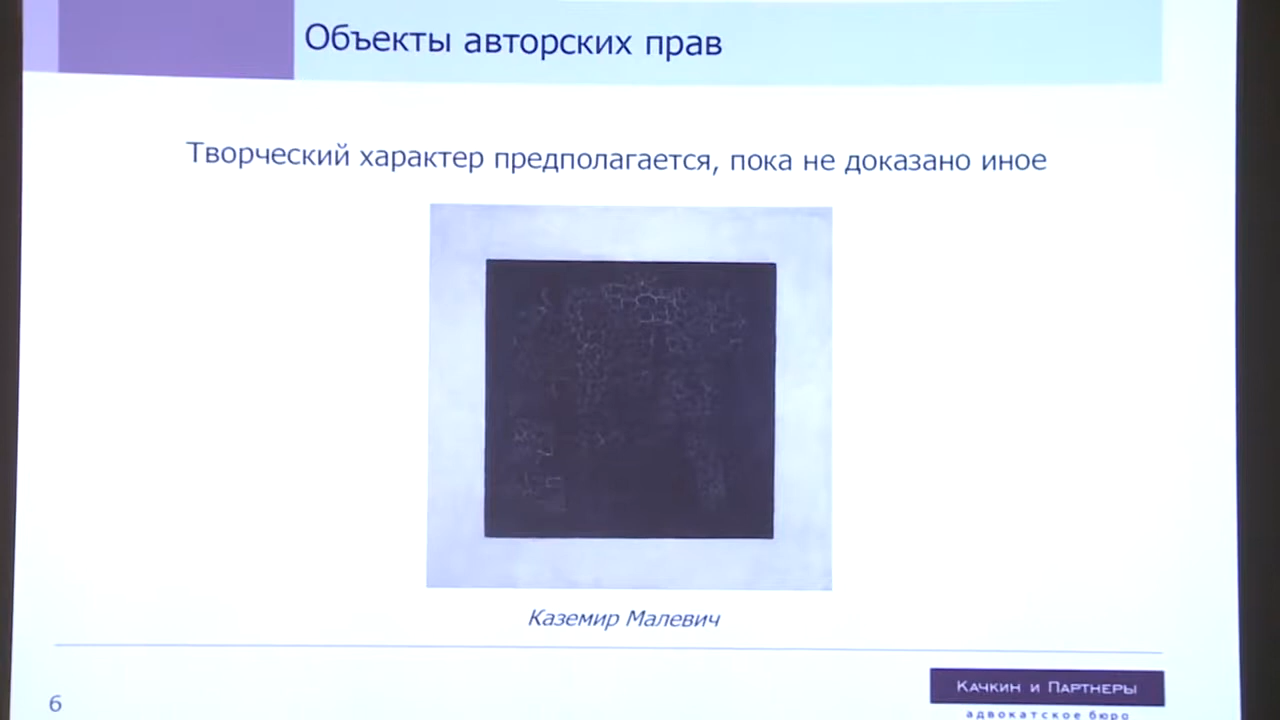 Объекты авторских прав
Творческий характер предполагается, пока не доказано иное
Каземир Малевич
6
Качкин и Партнеры
адвокатское бюро